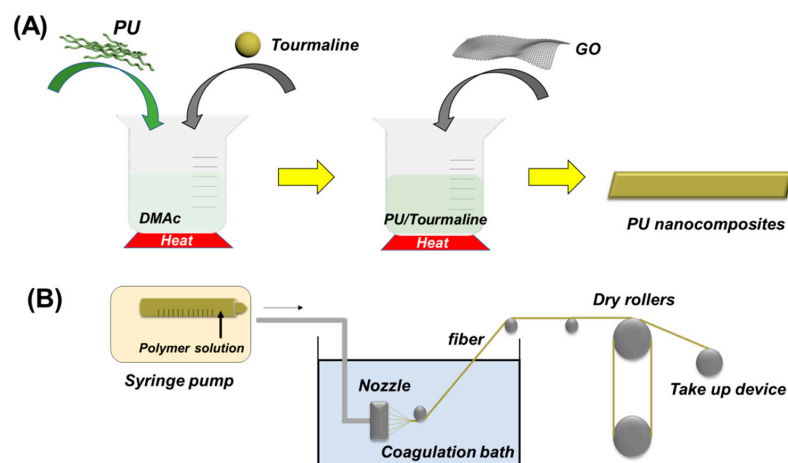 (A)
PU
Tourmaline
GO
DMAc
Heat
PU/Tourmaline
Heat
PU nanocomposites
(B)
Polymer solution
Syringe pump
Nozzle
Coagulation bath
fiber
Dry rollers
Take up device